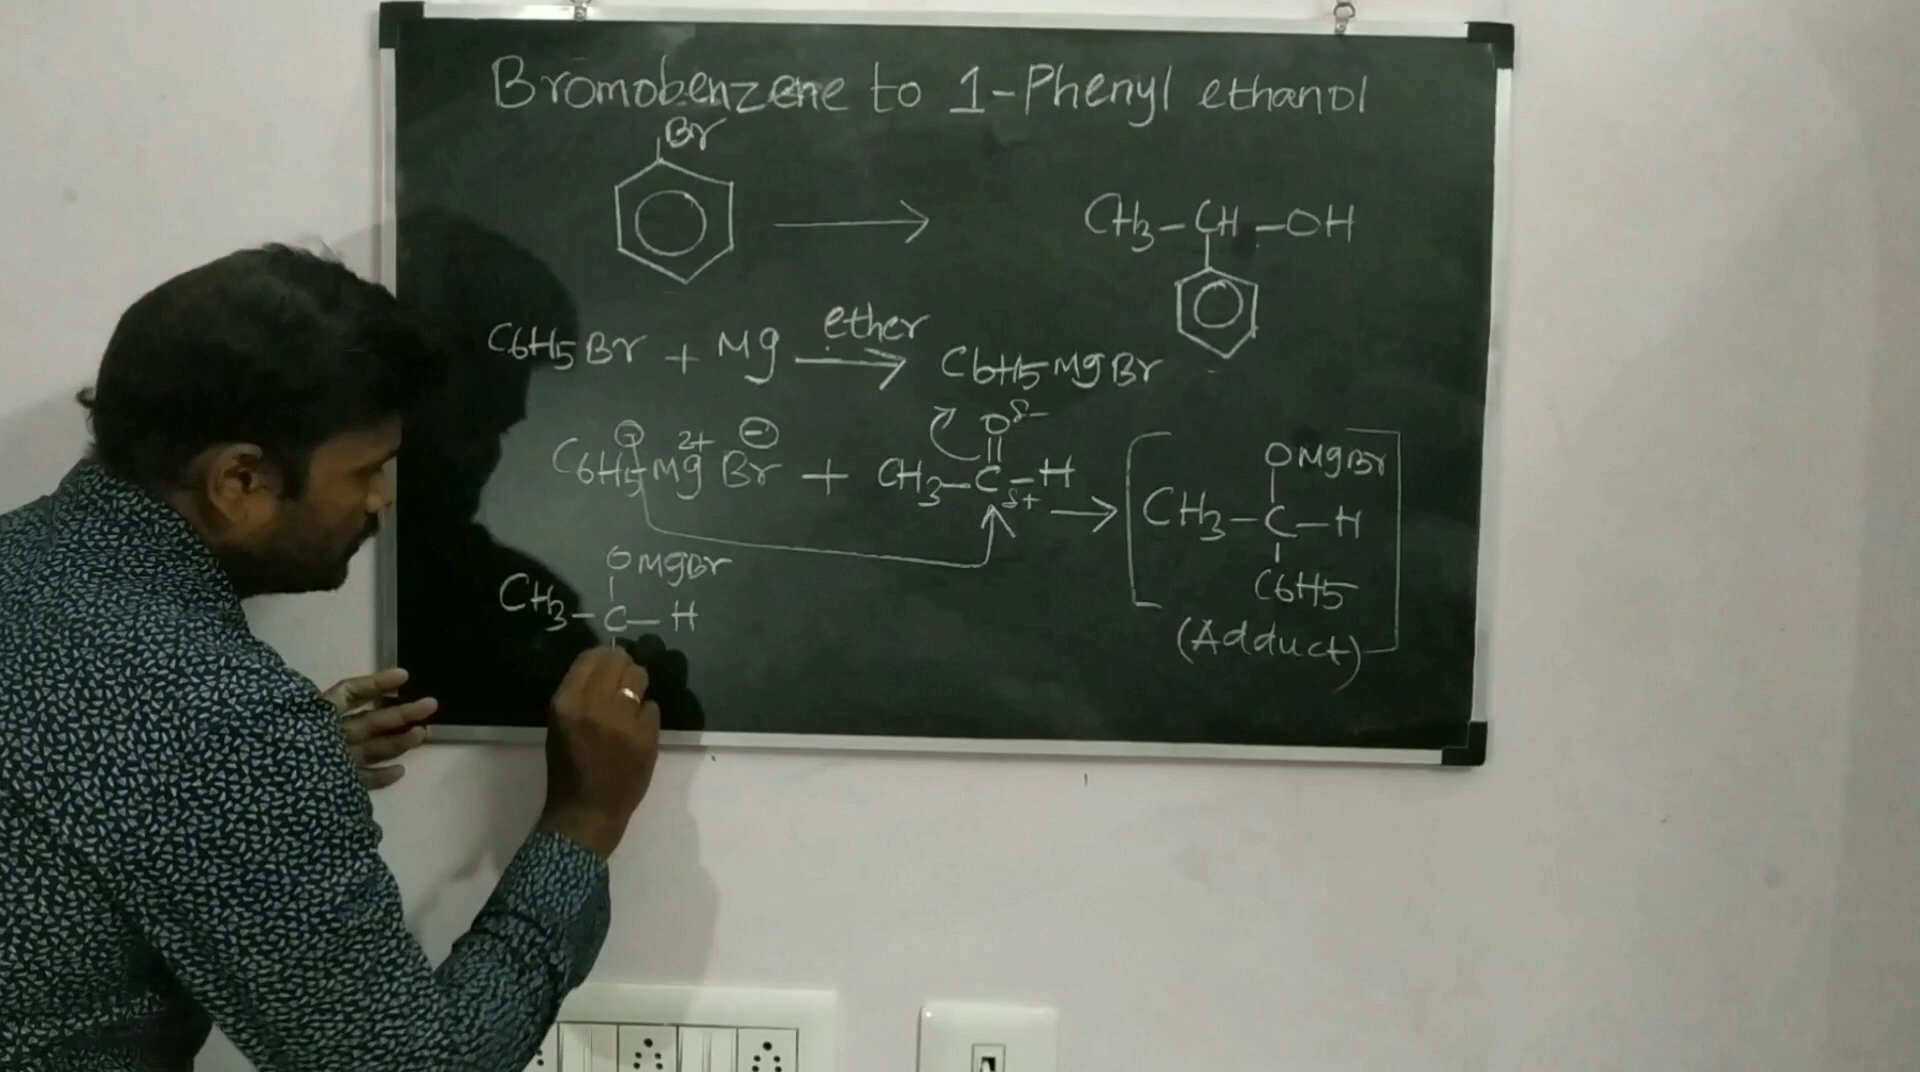 Bromobenzene to 1-Phenyl ethanol
Br
CH3-CH-OH
C6H5Br + Mg ether → C6H5MgBr
O δ-
C6H5 ⊖ Mg 2+ Br ⊖ + CH3-C-H δ+ →
OMgBr
CH3-C-H
C6H5
(Adduct)
OMgBr
CH3-C-H